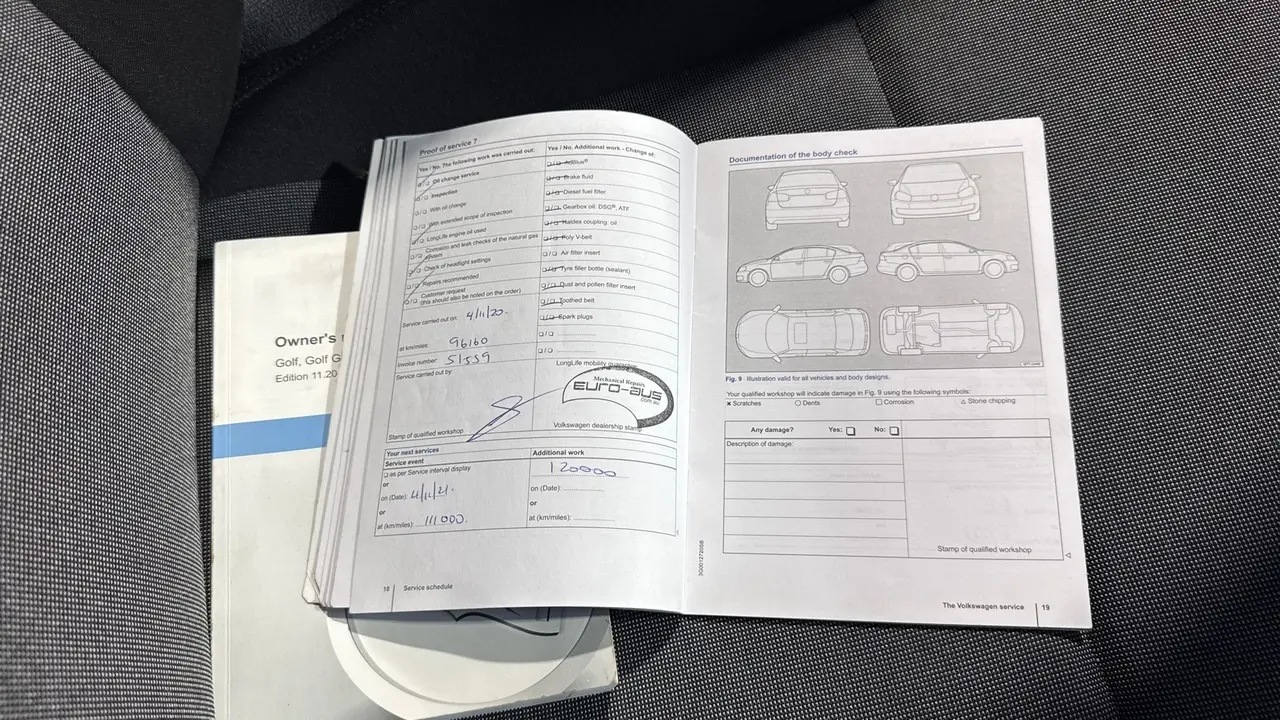 Owner's
Golf, Golf G
Edition 11.20
Proof of service 7
Yes / No. The following work was carried out:
Oil change service
Inspection
With oil change
With extended scope of inspection
LongLife engine oil used
Corrosion and leak checks of the natural gas
system
Check of headlight settings
Repairs recommended
Customer request
(this should also be noted on the order)
Service carried out on: 4/11/20.
at km/miles: 96160
Invoice number: 51559
Service carried out by
Stamp of qualified workshop
Yes / No. Additional work - Change of:
AdBlue®
Brake fluid
Diesel fuel filter
Gearbox oil: DSG®, ATF
Haldex coupling: oil
Poly V-belt
Air filter insert
Tyre filler bottle (sealant)
Dust and pollen filter insert
Toothed belt
Spark plugs
LongLife mobility guarantee
Mechanical Repairs
euro-aus
.com.au
Volkswagen dealership stamp
Your next services
Service event
as per Service interval display
or
on (Date): 4/11/21.
or
at (km/miles): 111000.
Additional work
120000
on (Date):
or
at (km/miles):
18 Service schedule
Documentation of the body check
Fig. 9 Illustration valid for all vehicles and body designs.
Your qualified workshop will indicate damage in Fig. 9 using the following symbols:
× Scratches ○ Dents □ Corrosion △ Stone chipping
Any damage? Yes: □ No: □
Description of damage:
Stamp of qualified workshop
3G0012720SB
The Volkswagen service 19